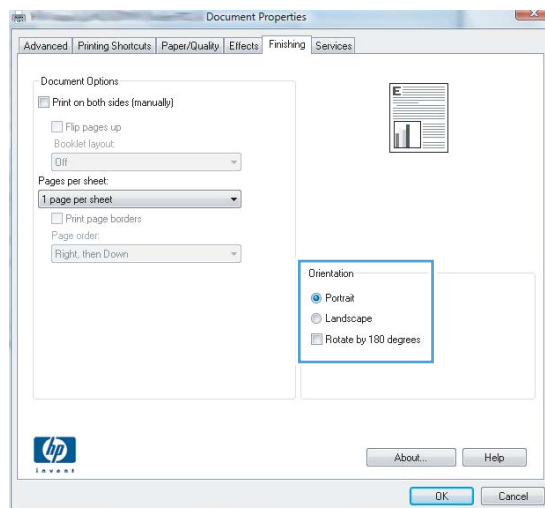 Document Properties
Advanced Printing Shortcuts Paper/Quality Effects Finishing Services
Document Options
Print on both sides (manually)
Flip pages up
Booklet layout:
Off
Pages per sheet:
1 page per sheet
Print page borders
Page order:
Right, then Down
E
Orientation
Portrait
Landscape
Rotate by 180 degrees
hp
invent
About... Help
OK Cancel